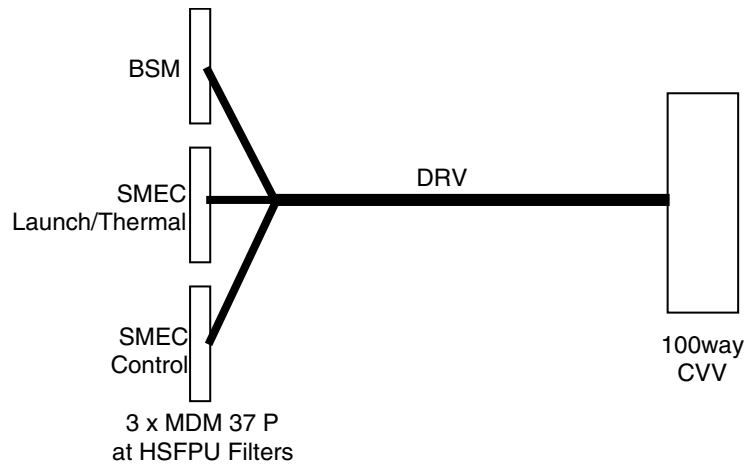 BSM
SMEC
Launch/Thermal
DRV
SMEC
Control
100way
CVV
3 x MDM 37 P
at HSFPU Filters